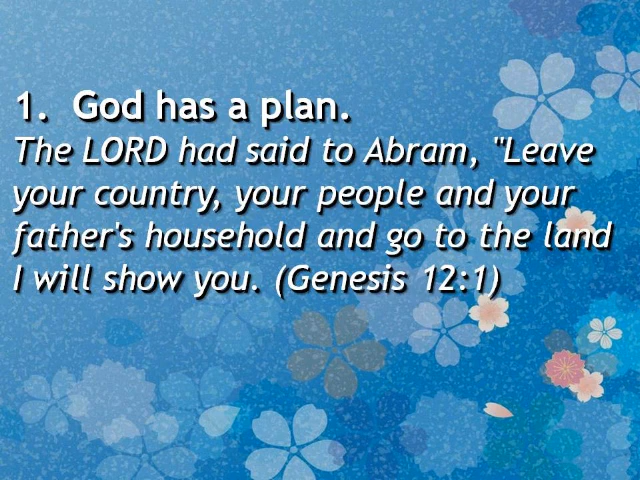 1.  God has a plan.
The LORD had said to Abram, "Leave
your country, your people and your
father's household and go to the land
I will show you. (Genesis 12:1)